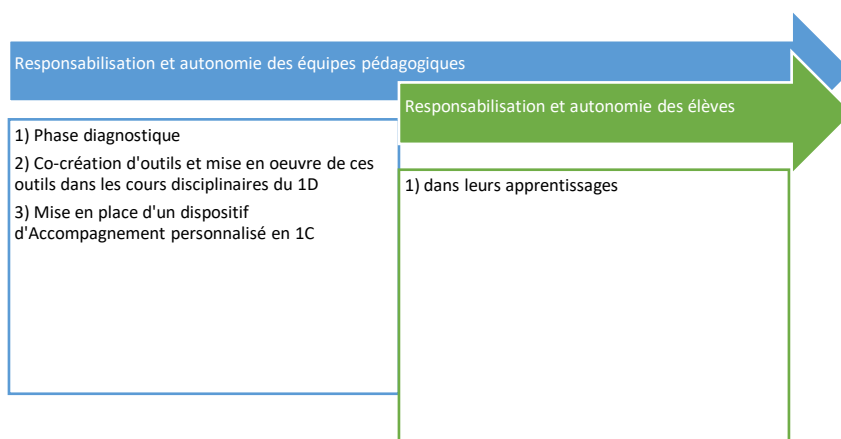 Responsabilisation et autonomie des équipes pédagogiques
Responsabilisation et autonomie des élèves
1) Phase diagnostique
2) Co-création d'outils et mise en oeuvre de ces
outils dans les cours disciplinaires du 1D
3) Mise en place d'un dispositif
d'Accompagnement personnalisé en 1C
1) dans leurs apprentissages